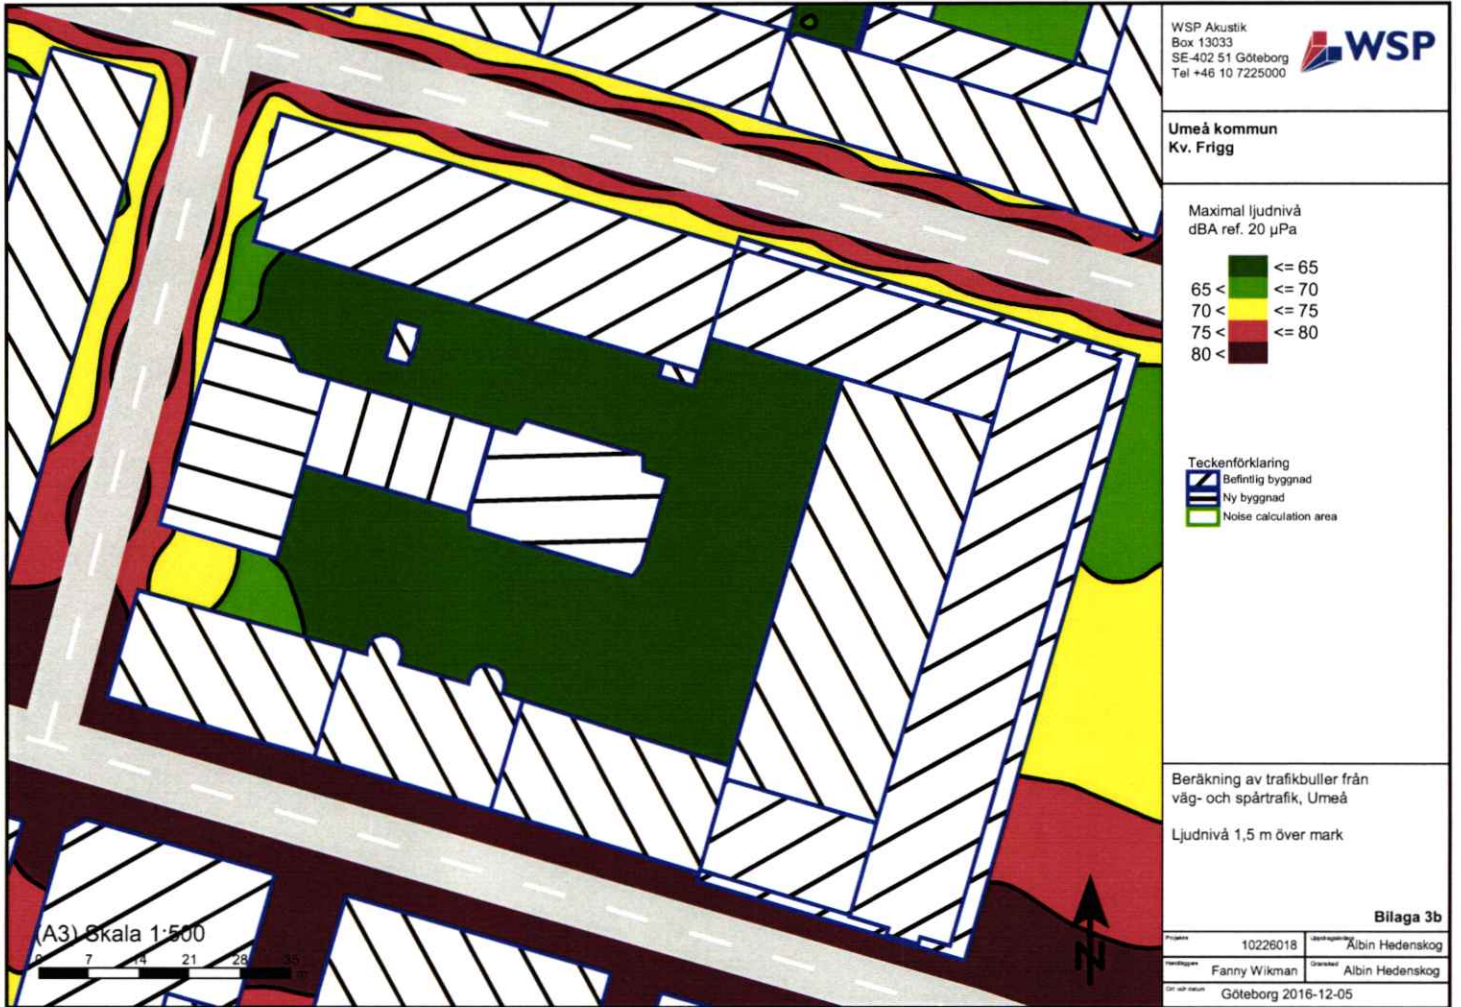 WSP Akustik
Box 13033
SE-402 51 Göteborg
Tel +46 10 7225000
WSP
Umeå kommun
Kv. Frigg
Maximal ljudnivå
dBA ref. 20 µPa
<= 65
65 < <= 70
70 < <= 75
75 < <= 80
80 <
Teckenförklaring
Befintlig byggnad
Ny byggnad
Noise calculation area
Beräkning av trafikbuller från
väg- och spårtrafik, Umeå
Ljudnivå 1,5 m över mark
Bilaga 3b
10226018 Albin Hedenskog
Fanny Wikman Albin Hedenskog
Göteborg 2016-12-05
(A3) Skala 1:500
0 7 14 21 28 35
m
N